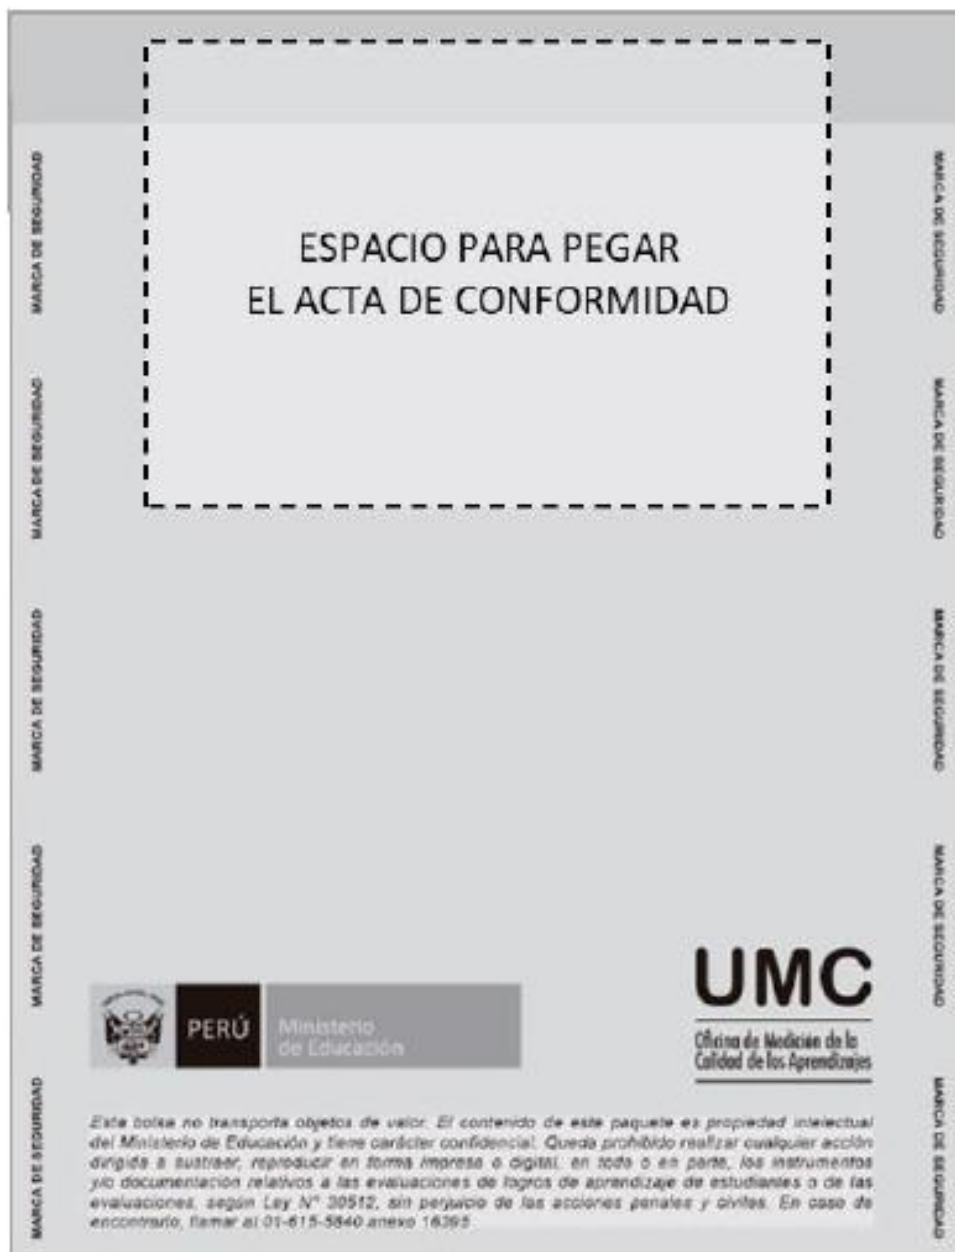 ESPACIO PARA PEGAR
EL ACTA DE CONFORMIDAD
MARCA DE SEGURIDAD
MARCA DE SEGURIDAD
MARCA DE SEGURIDAD
MARCA DE SEGURIDAD
MARCA DE SEGURIDAD
MARCA DE SEGURIDAD
MARCA DE SEGURIDAD
MARCA DE SEGURIDAD
MARCA DE SEGURIDAD
MARCA DE SEGURIDAD
PERÚ
Ministerio
de Educación
UMC
Oficina de Medición de la
Calidad de los Aprendizajes
Esta bolsa no transporta objetos de valor. El contenido de este paquete es propiedad intelectual
del Ministerio de Educación y tiene carácter confidencial. Queda prohibido realizar cualquier acción
dirigida a sustraer, reproducir en forma impresa o digital, en todo o en parte, los instrumentos
y/o documentación relativos a las evaluaciones de logros de aprendizaje de estudiantes o de las
evaluaciones, según Ley N° 30512, sin perjuicio de las acciones penales y civiles. En caso de
encontrarlo, llamar al 01-615-5840 anexo